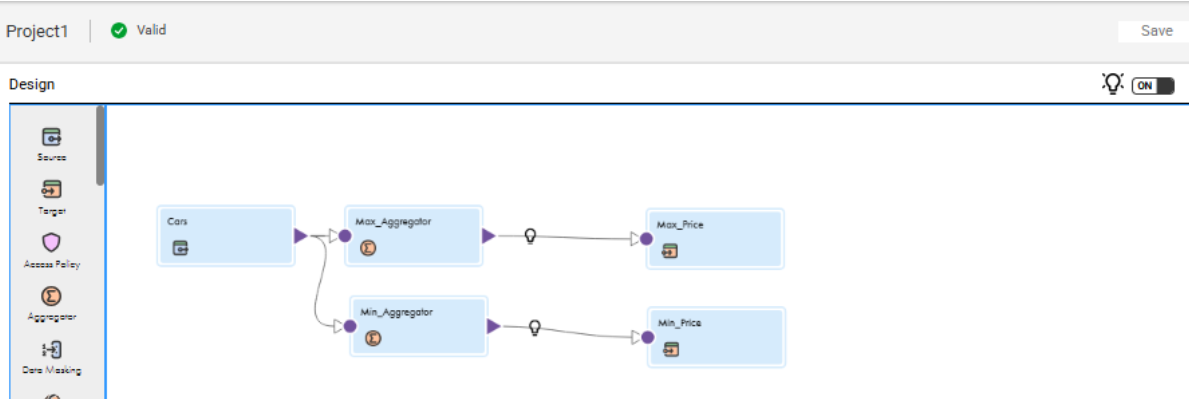 Project1
Valid
Save
Design
ON
Source
Target
Access Policy
Aggregator
Data Masking
Cars
Max_Aggregator
Max_Price
Min_Aggregator
Min_Price